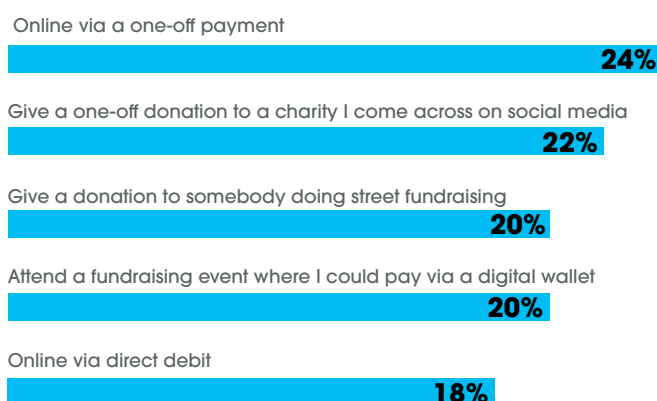 Online via a one-off payment
24%
Give a one-off donation to a charity I come across on social media
22%
Give a donation to somebody doing street fundraising
20%
Attend a fundraising event where I could pay via a digital wallet
20%
Online via direct debit
18%